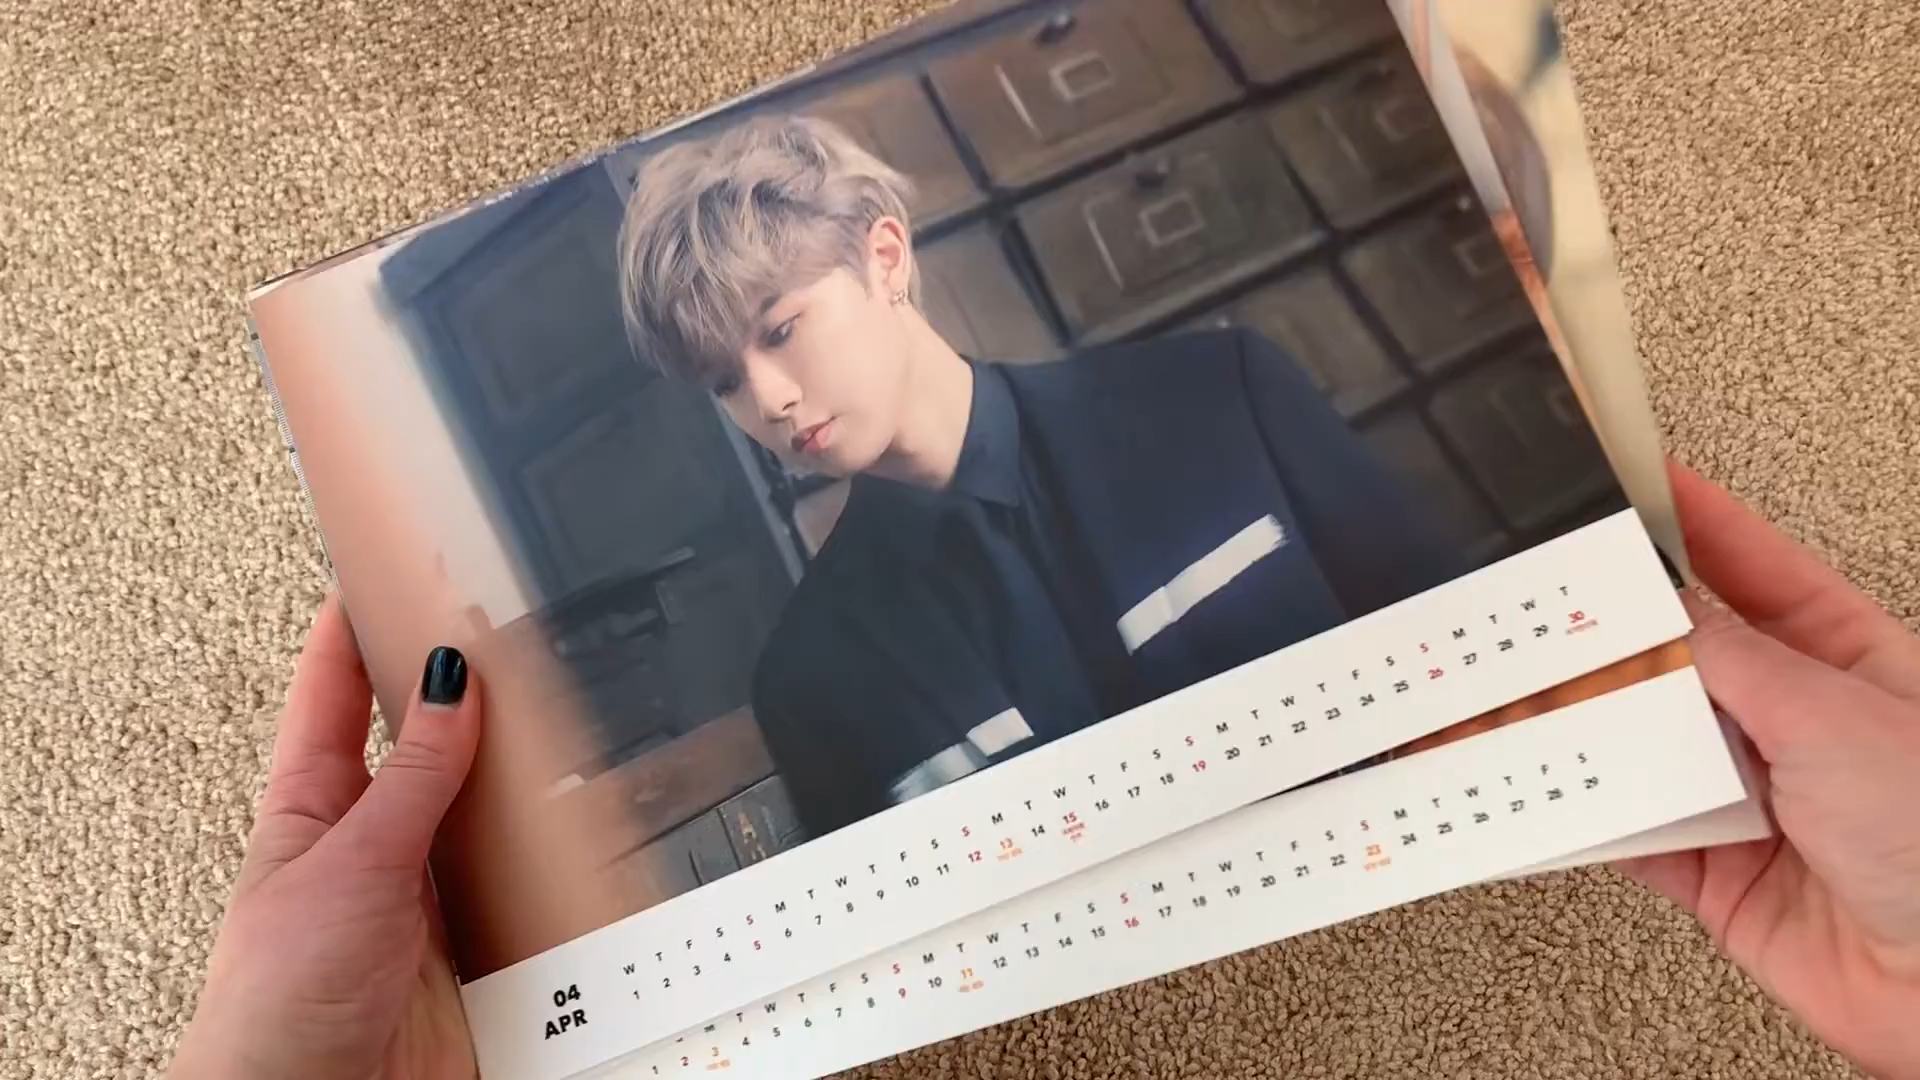 04
APR
W T F S S M T W T F S S M T W T F S S M T W T F S S M T W T
1 2 3 4 5 6 7 8 9 10 11 12 13 14 15 16 17 18 19 20 21 22 23 24 25 26 27 28 29 30
T W T F S S M T W T F S S M T W T F S S M T W T F S
1 2 3 4 5 6 7 8 9 10 11 12 13 14 15 16 17 18 19 20 21 22 23 24 25 26 27 28 29